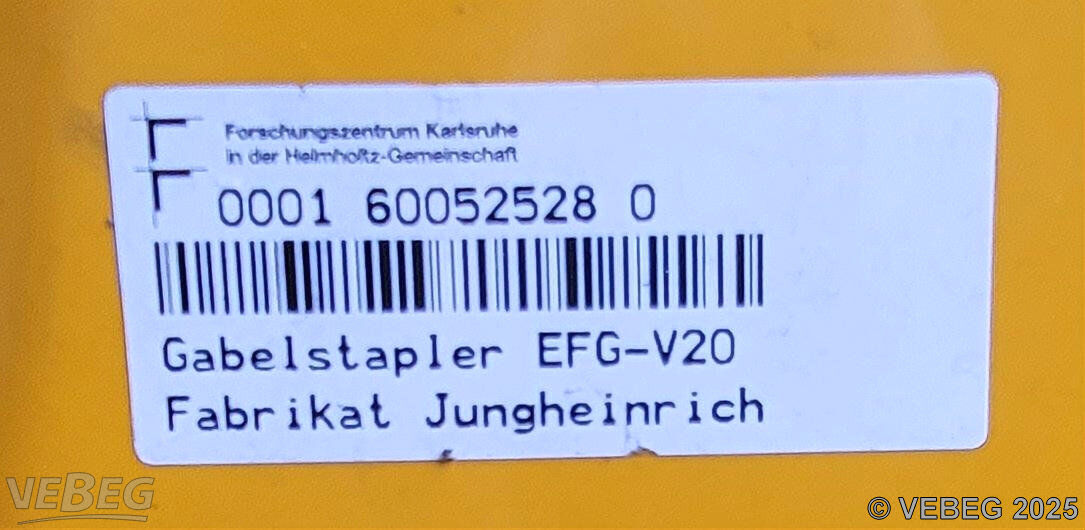 Forschungszentrum Karlsruhe
in der Helmholtz-Gemeinschaft
0001 60052528 0
Gabelstapler EFG-V20
Fabrikat Jungheinrich
VEBEG
© VEBEG 2025